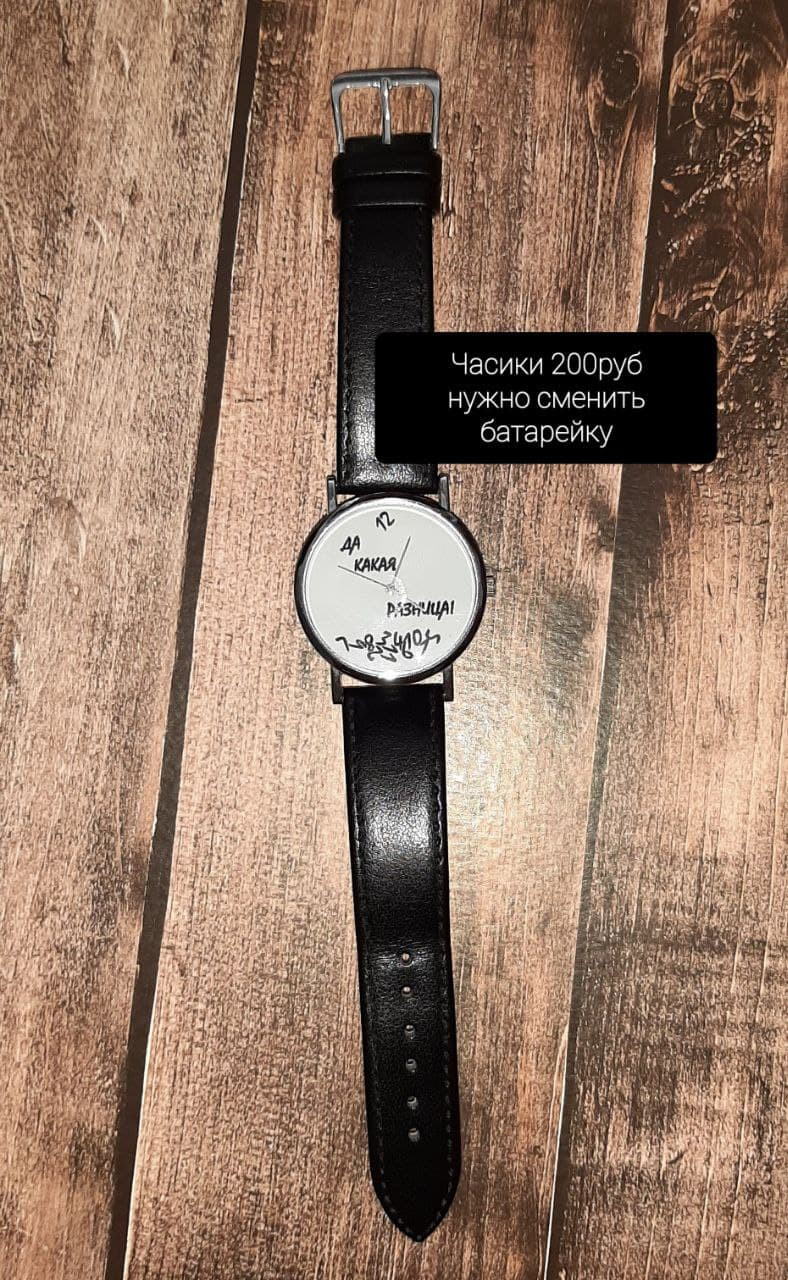 Часики 200руб
нужно сменить
батарейку
12
ДА
КАКАЯ
РАЗНИЦА!